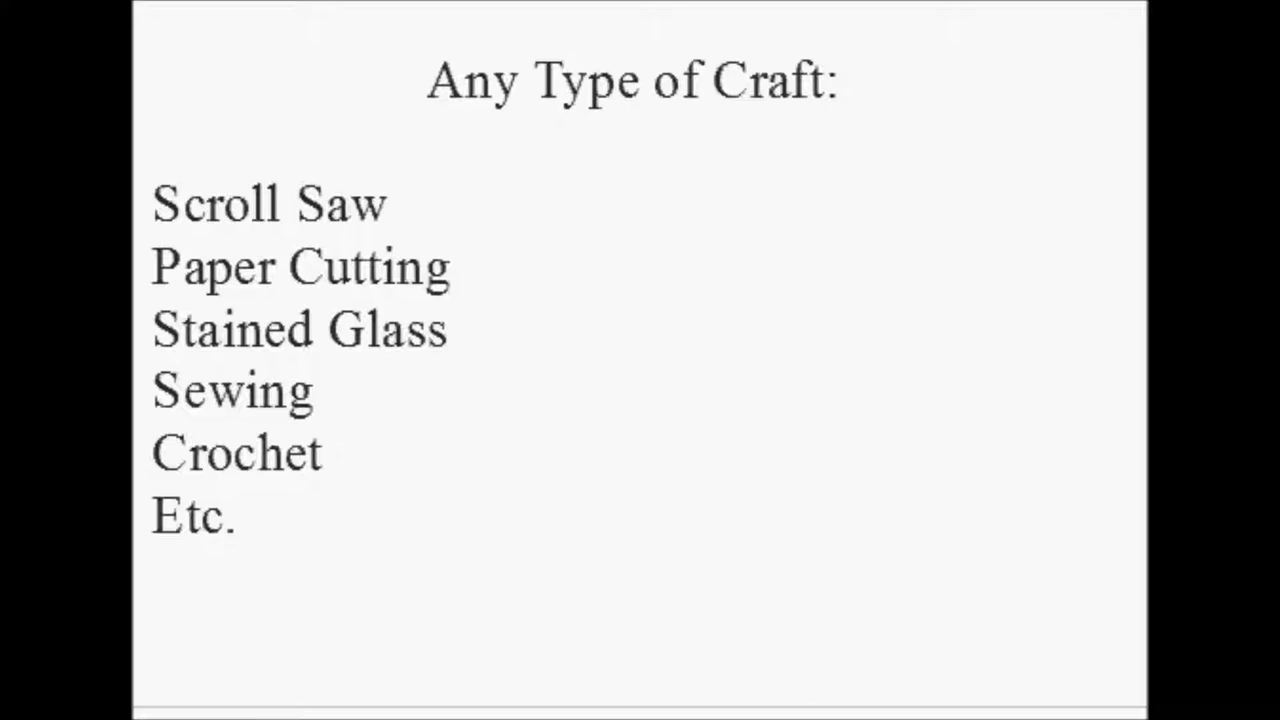 Any Type of Craft:
Scroll Saw
Paper Cutting
Stained Glass
Sewing
Crochet
Etc.